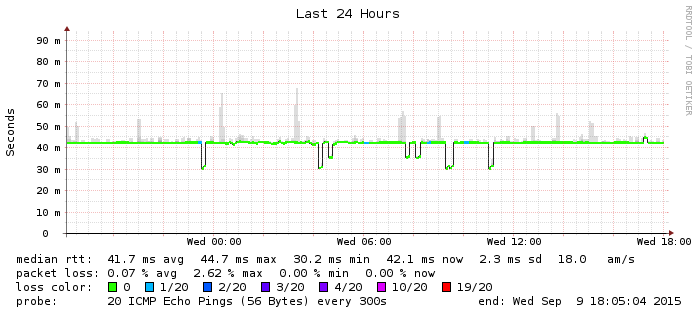 Last 24 Hours
RRDTOOL / TOBI OETIKER
Seconds
90 m
80 m
70 m
60 m
50 m
40 m
30 m
20 m
10 m
0
Wed 00:00 Wed 06:00 Wed 12:00 Wed 18:00
median rtt: 41.7 ms avg 44.7 ms max 30.2 ms min 42.1 ms now 2.3 ms sd 18.0 am/s
packet loss: 0.07 % avg 2.62 % max 0.00 % min 0.00 % now
loss color: 0 1/20 2/20 3/20 4/20 10/20 19/20
probe: 20 ICMP Echo Pings (56 Bytes) every 300s end: Wed Sep 9 18:05:04 2015